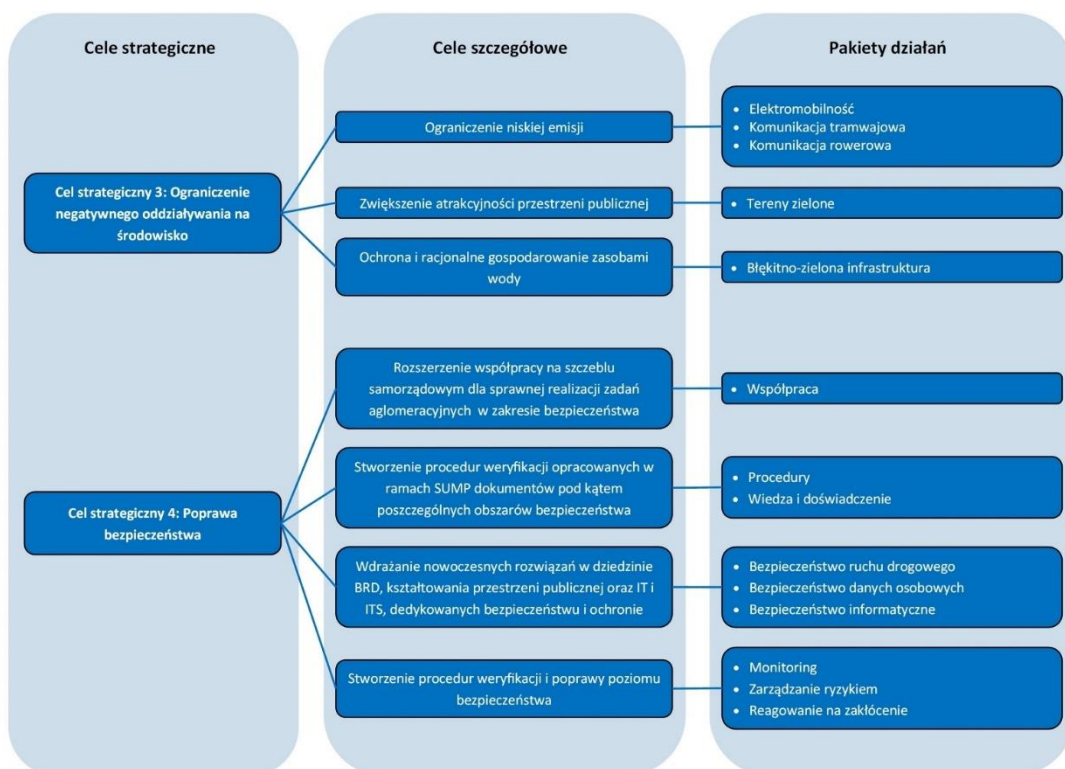 Cele strategiczne
Cele szczegółowe
Pakiety działań
Cel strategiczny 3: Ograniczenie
negatywnego oddziaływania na
środowisko
Ograniczenie niskiej emisji
• Elektromobilność
• Komunikacja tramwajowa
• Komunikacja rowerowa
Zwiększenie atrakcyjności przestrzeni publicznej
• Tereny zielone
Ochrona i racjonalne gospodarowanie zasobami
wody
• Błękitno-zielona infrastruktura
Cel strategiczny 4: Poprawa
bezpieczeństwa
Rozszerzenie współpracy na szczeblu
samorządowym dla sprawnej realizacji zadań
aglomeracyjnych w zakresie bezpieczeństwa
• Współpraca
Stworzenie procedur weryfikacji opracowanych w
ramach SUMP dokumentów pod kątem
poszczególnych obszarów bezpieczeństwa
• Procedury
• Wiedza i doświadczenie
Wdrażanie nowoczesnych rozwiązań w dziedzinie
BRD, kształtowania przestrzeni publicznej oraz IT i
ITS, dedykowanych bezpieczeństwu i ochronie
• Bezpieczeństwo ruchu drogowego
• Bezpieczeństwo danych osobowych
• Bezpieczeństwo informatyczne
Stworzenie procedur weryfikacji i poprawy poziomu
bezpieczeństwa
• Monitoring
• Zarządzanie ryzykiem
• Reagowanie na zakłócenie